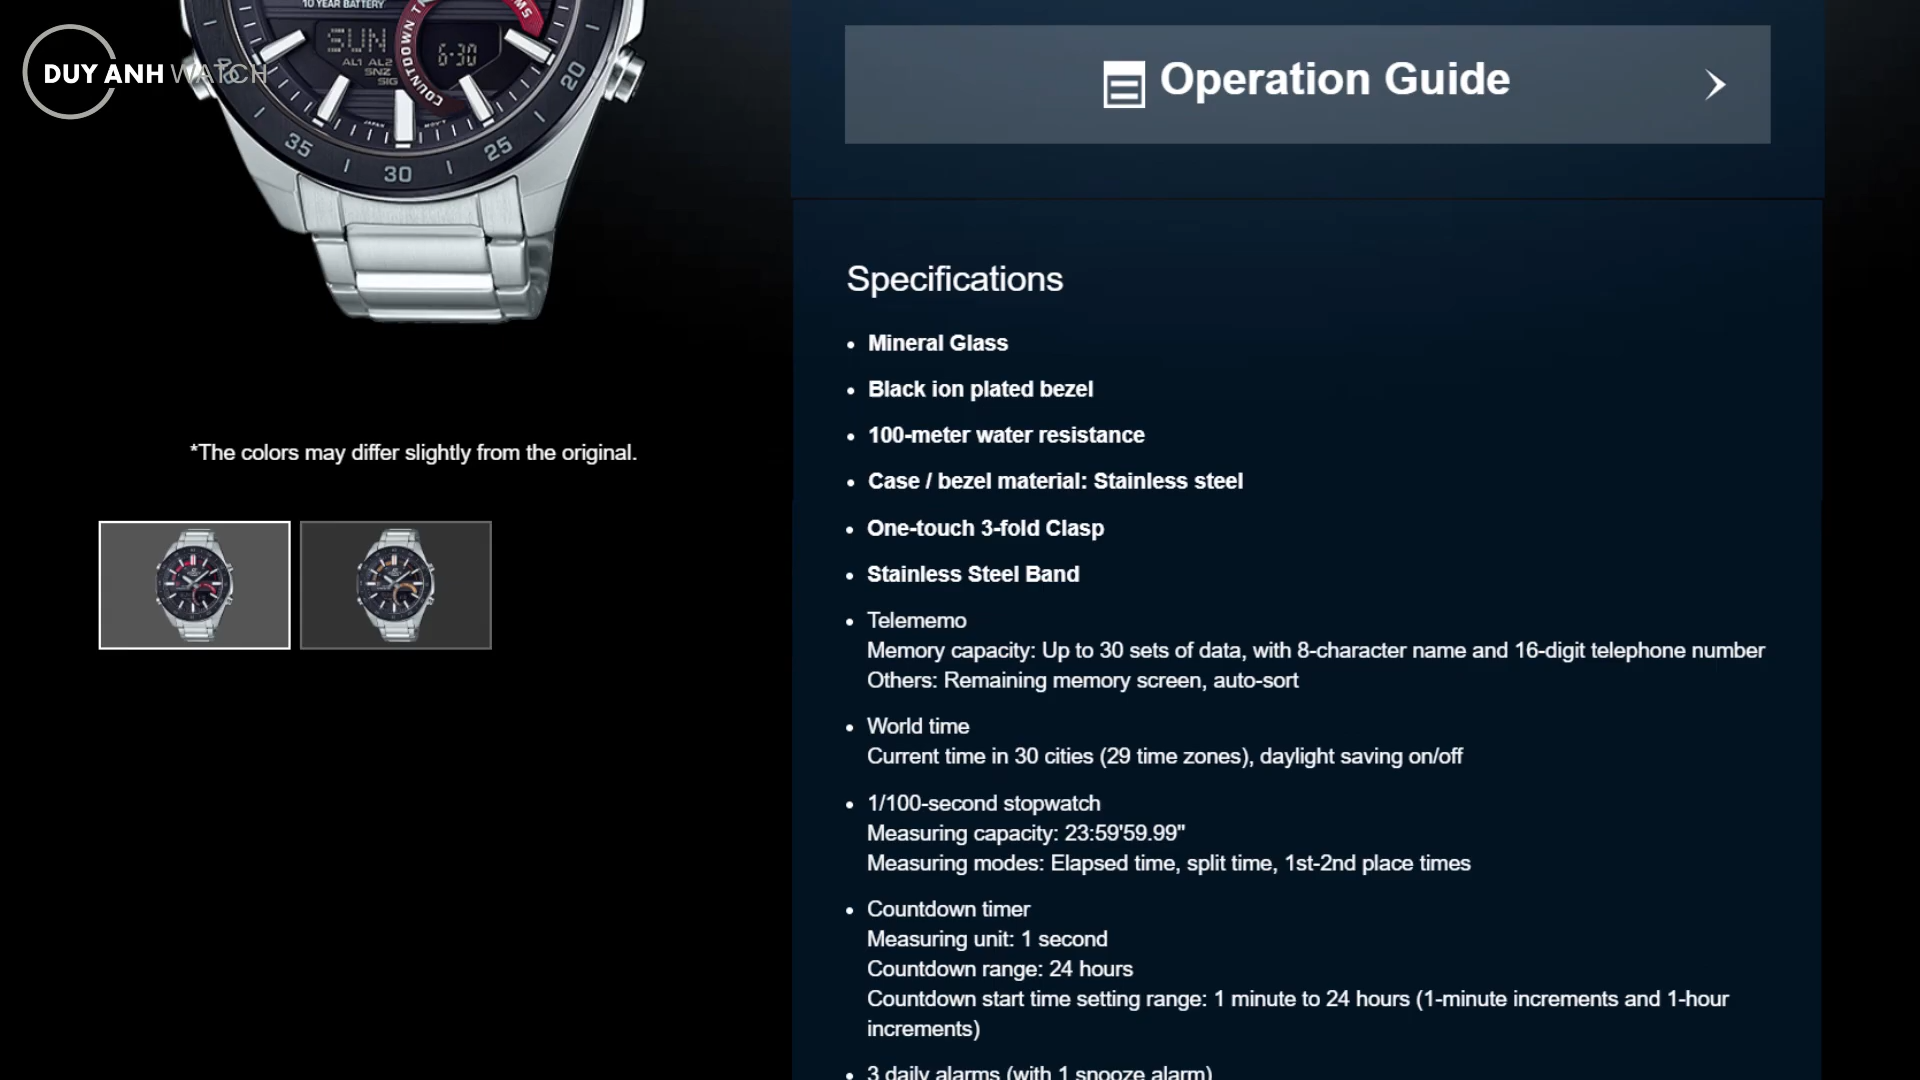 10 YEAR BATTERY
SUN
6-30
AL1 AL2
SNZ
SIG
COUNTDOWN
20
25
30
35
JAPAN MOV'T
DUY ANH WATCH
Operation Guide
Specifications
• Mineral Glass
• Black ion plated bezel
• 100-meter water resistance
• Case / bezel material: Stainless steel
• One-touch 3-fold Clasp
• Stainless Steel Band
• Telememo
Memory capacity: Up to 30 sets of data, with 8-character name and 16-digit telephone number
Others: Remaining memory screen, auto-sort
• World time
Current time in 30 cities (29 time zones), daylight saving on/off
• 1/100-second stopwatch
Measuring capacity: 23:59'59.99"
Measuring modes: Elapsed time, split time, 1st-2nd place times
• Countdown timer
Measuring unit: 1 second
Countdown range: 24 hours
Countdown start time setting range: 1 minute to 24 hours (1-minute increments and 1-hour
increments)
• 3 daily alarms (with 1 snooze alarm)
*The colors may differ slightly from the original.